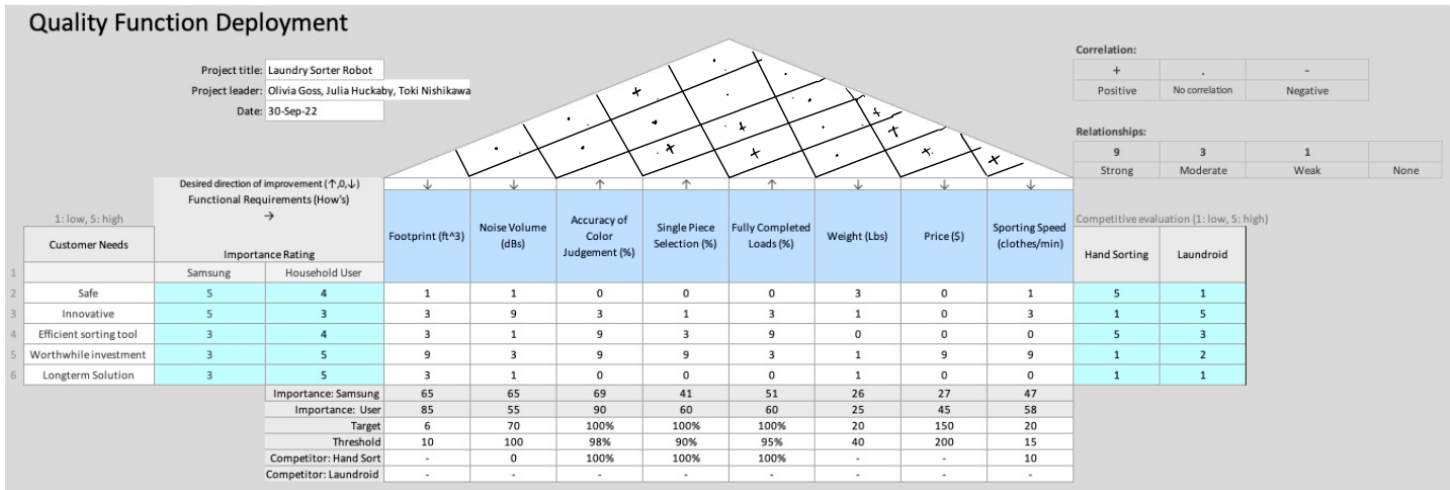 Quality Function Deployment
Project title: Laundry Sorter Robot
Project leader: Olivia Goss, Julia Huckaby, Toki Nishikawa
Date: 30-Sep-22
Correlation:
+ . -
Positive No correlation Negative
Relationships:
9 3 1
Strong Moderate Weak None
Desired direction of improvement (↑,0,↓) ↓ ↓ ↑ ↑ ↑ ↓ ↓ ↑
Functional Requirements (How's)
→
1: low, 5: high
Customer Needs
Importance Rating
Footprint (ft^3)
Noise Volume (dBs)
Accuracy of Color Judgement (%)
Single Piece Selection (%)
Fully Completed Loads (%)
Weight (Lbs)
Price ($)
Sporting Speed (clothes/min)
Competitive evaluation (1: low, 5: high)
Hand Sorting
Laundroid
1 Samsung Household User
2 Safe 5 4 1 1 0 0 0 3 0 1 5 1
3 Innovative 5 3 3 9 3 1 3 1 0 3 1 5
4 Efficient sorting tool 3 4 3 1 9 3 9 0 0 0 5 3
5 Worthwhile investment 3 5 9 3 9 9 3 1 9 9 1 2
6 Longterm Solution 3 5 3 1 0 0 0 1 0 0 1 1
Importance: Samsung 65 65 69 41 51 26 27 47
Importance: User 85 55 90 60 60 25 45 58
Target 6 70 100% 100% 100% 20 150 20
Threshold 10 100 98% 90% 95% 40 200 15
Competitor: Hand Sort - 0 100% 100% 100% - - 10
Competitor: Laundroid - - - - - - - -